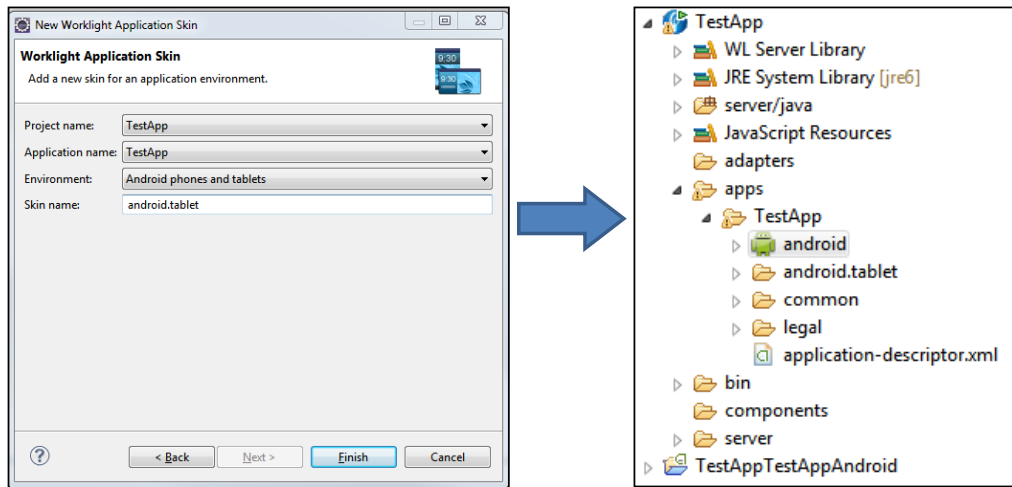 New Worklight Application Skin
Worklight Application Skin
Add a new skin for an application environment.
9:30
9:30
Project name: TestApp
Application name: TestApp
Environment: Android phones and tablets
Skin name: android.tablet
?
< Back Next > Finish Cancel
TestApp
WL Server Library
JRE System Library [jre6]
server/java
JavaScript Resources
adapters
apps
TestApp
android
android.tablet
common
legal
application-descriptor.xml
bin
components
server
TestAppTestAppAndroid